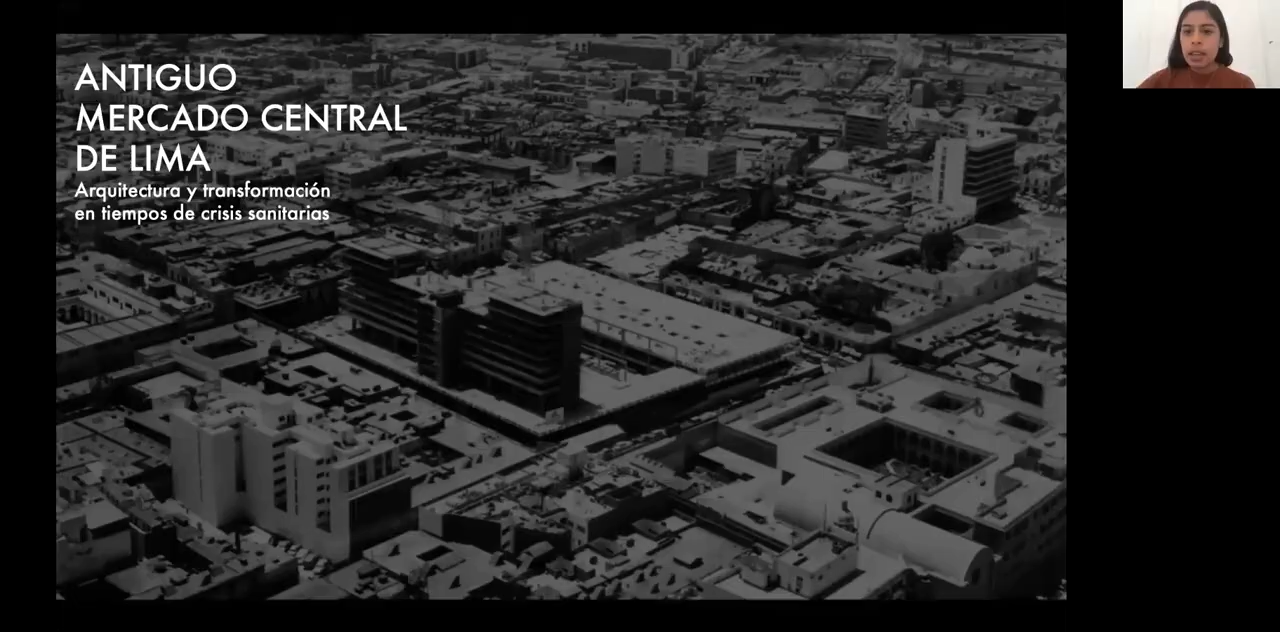 ANTIGUO
MERCADO CENTRAL
DE LIMA
Arquitectura y transformación
en tiempos de crisis sanitarias